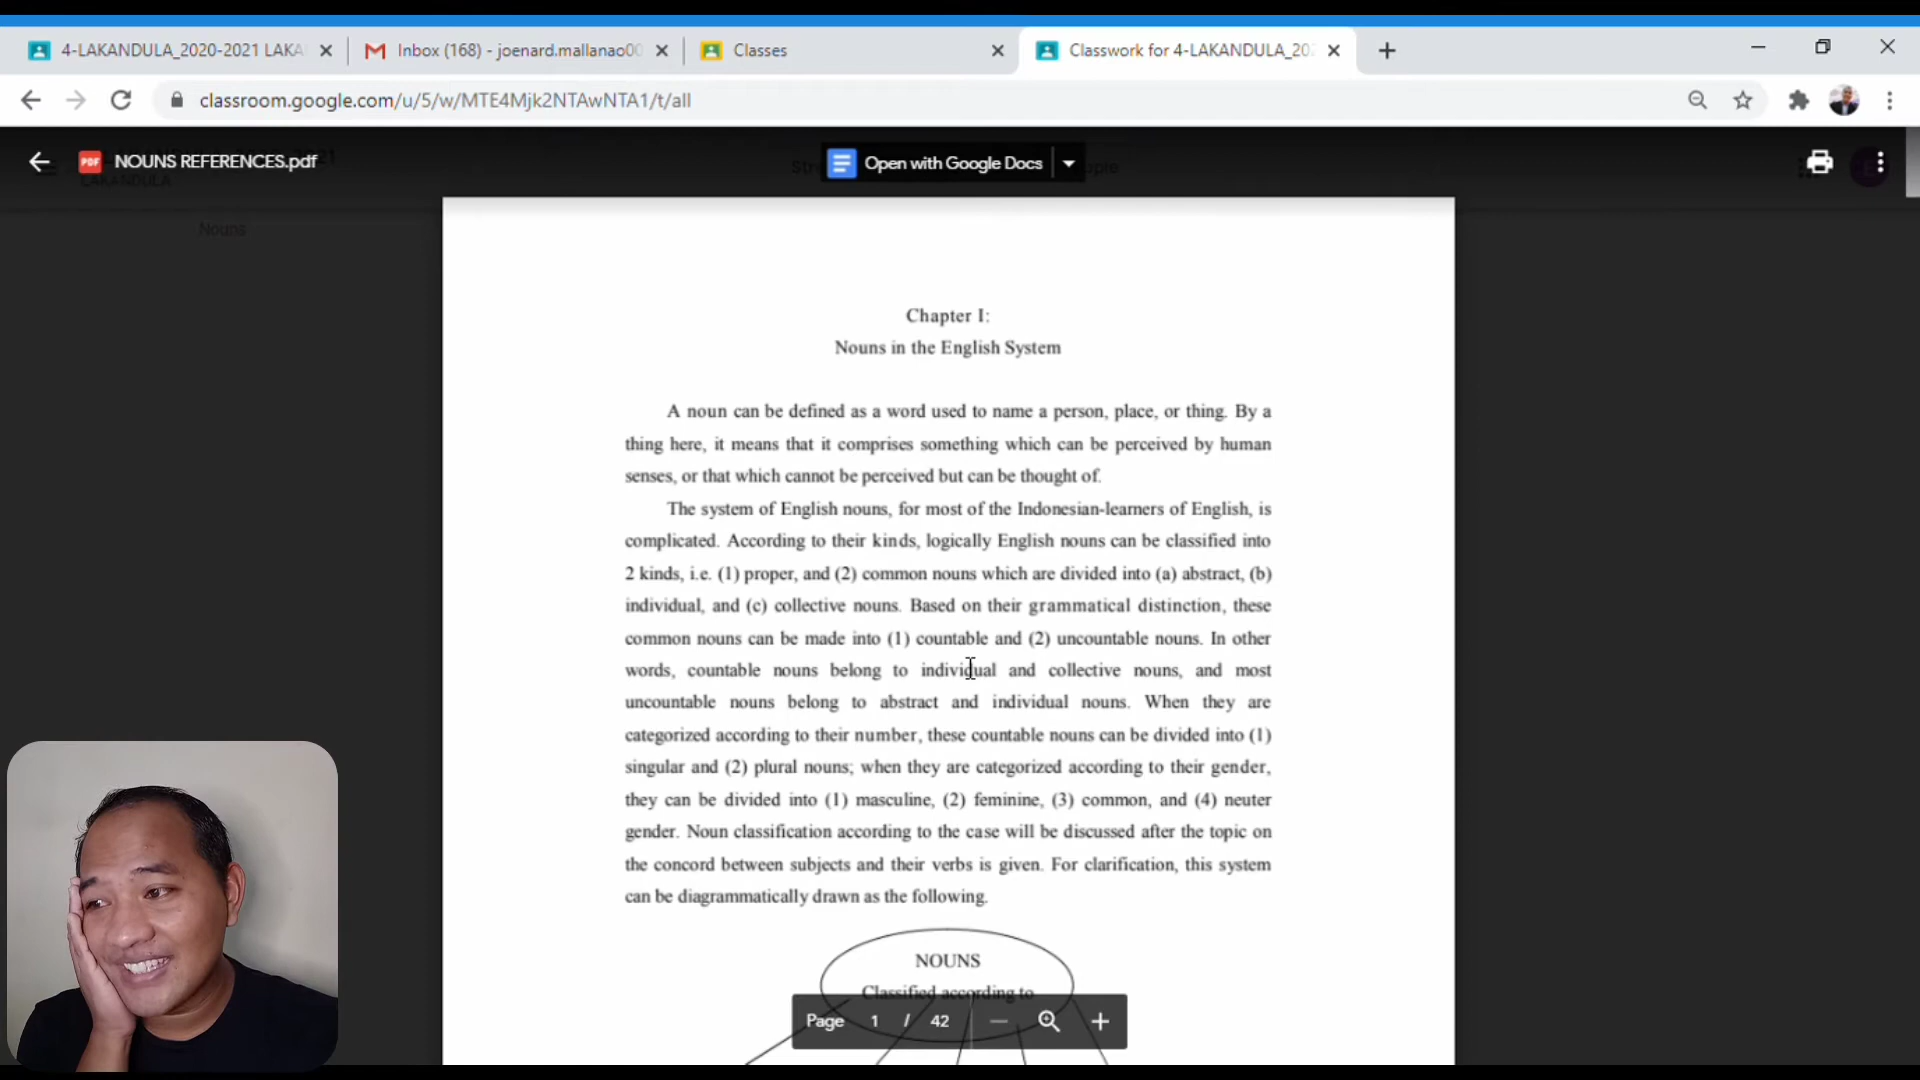 4-LAKANDULA_2020-2021 LAKA
Inbox (168) - joenard.mallanao00
Classes
Classwork for 4-LAKANDULA_202
classroom.google.com/u/5/w/MTE4Mjk2NTAwNTA1/t/all
PDF
NOUNS REFERENCES.pdf
Open with Google Docs
LAKANDULA
Nouns
Chapter I:
Nouns in the English System
A noun can be defined as a word used to name a person, place, or thing. By a
thing here, it means that it comprises something which can be perceived by human
senses, or that which cannot be perceived but can be thought of.
The system of English nouns, for most of the Indonesian-learners of English, is
complicated. According to their kinds, logically English nouns can be classified into
2 kinds, i.e. (1) proper, and (2) common nouns which are divided into (a) abstract, (b)
individual, and (c) collective nouns. Based on their grammatical distinction, these
common nouns can be made into (1) countable and (2) uncountable nouns. In other
words, countable nouns belong to individual and collective nouns, and most
uncountable nouns belong to abstract and individual nouns. When they are
categorized according to their number, these countable nouns can be divided into (1)
singular and (2) plural nouns; when they are categorized according to their gender,
they can be divided into (1) masculine, (2) feminine, (3) common, and (4) neuter
gender. Noun classification according to the case will be discussed after the topic on
the concord between subjects and their verbs is given. For clarification, this system
can be diagrammatically drawn as the following.
NOUNS
Classified according to
Page 1 / 42